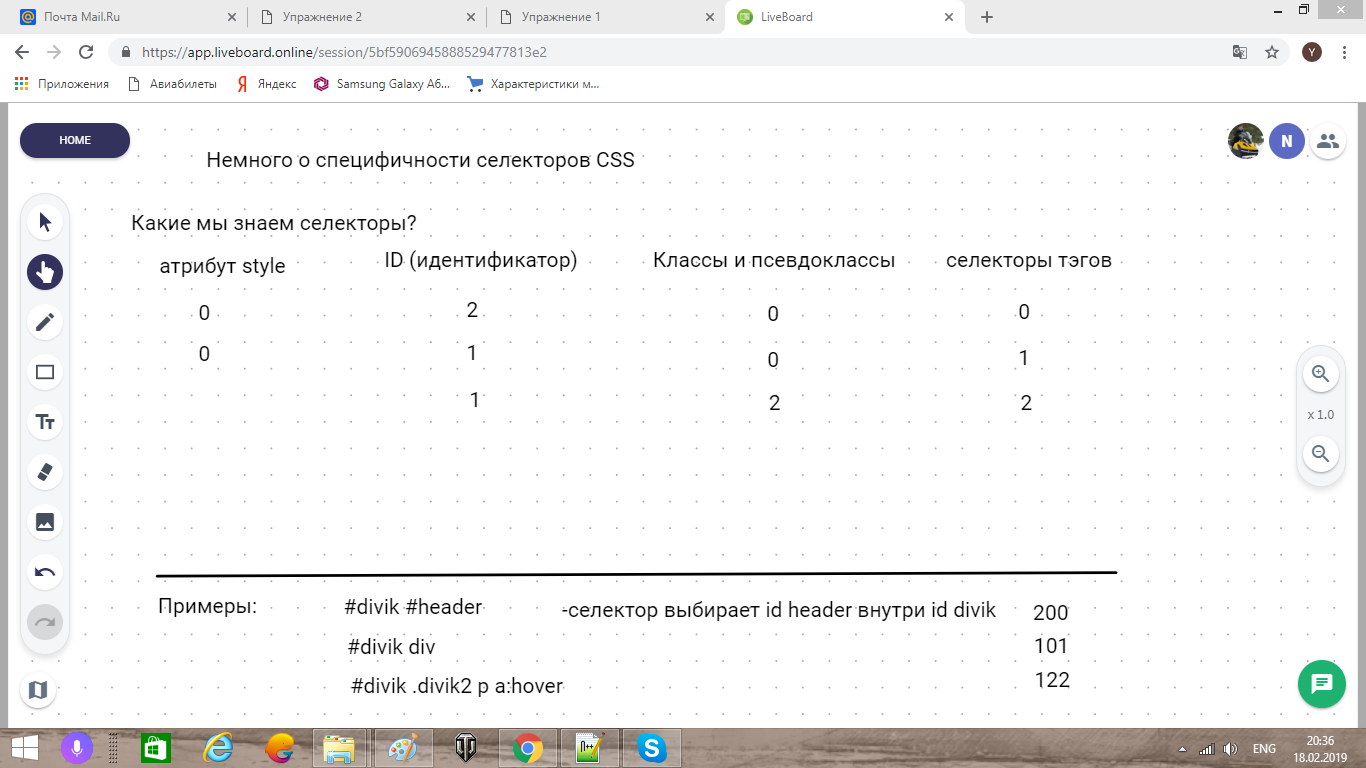 Почта Mail.Ru
Упражнение 2
Упражнение 1
LiveBoard
https://app.liveboard.online/session/5bf59069458885294778​13e2
Приложения
Авиабилеты
Яндекс
Samsung Galaxy A6...
Характеристики м...
HOME
N
Немного о специфичности селекторов CSS
Какие мы знаем селекторы?
атрибут style ID (идентификатор) Классы и псевдоклассы селекторы тэгов
0 2 0 0
0 1 0 1
1 2 2
x 1.0
Примеры: #divik #header -селектор выбирает id header внутри id divik 200
#divik div 101
#divik .divik2 p a:hover 122
ENG
20:36
18.02.2019